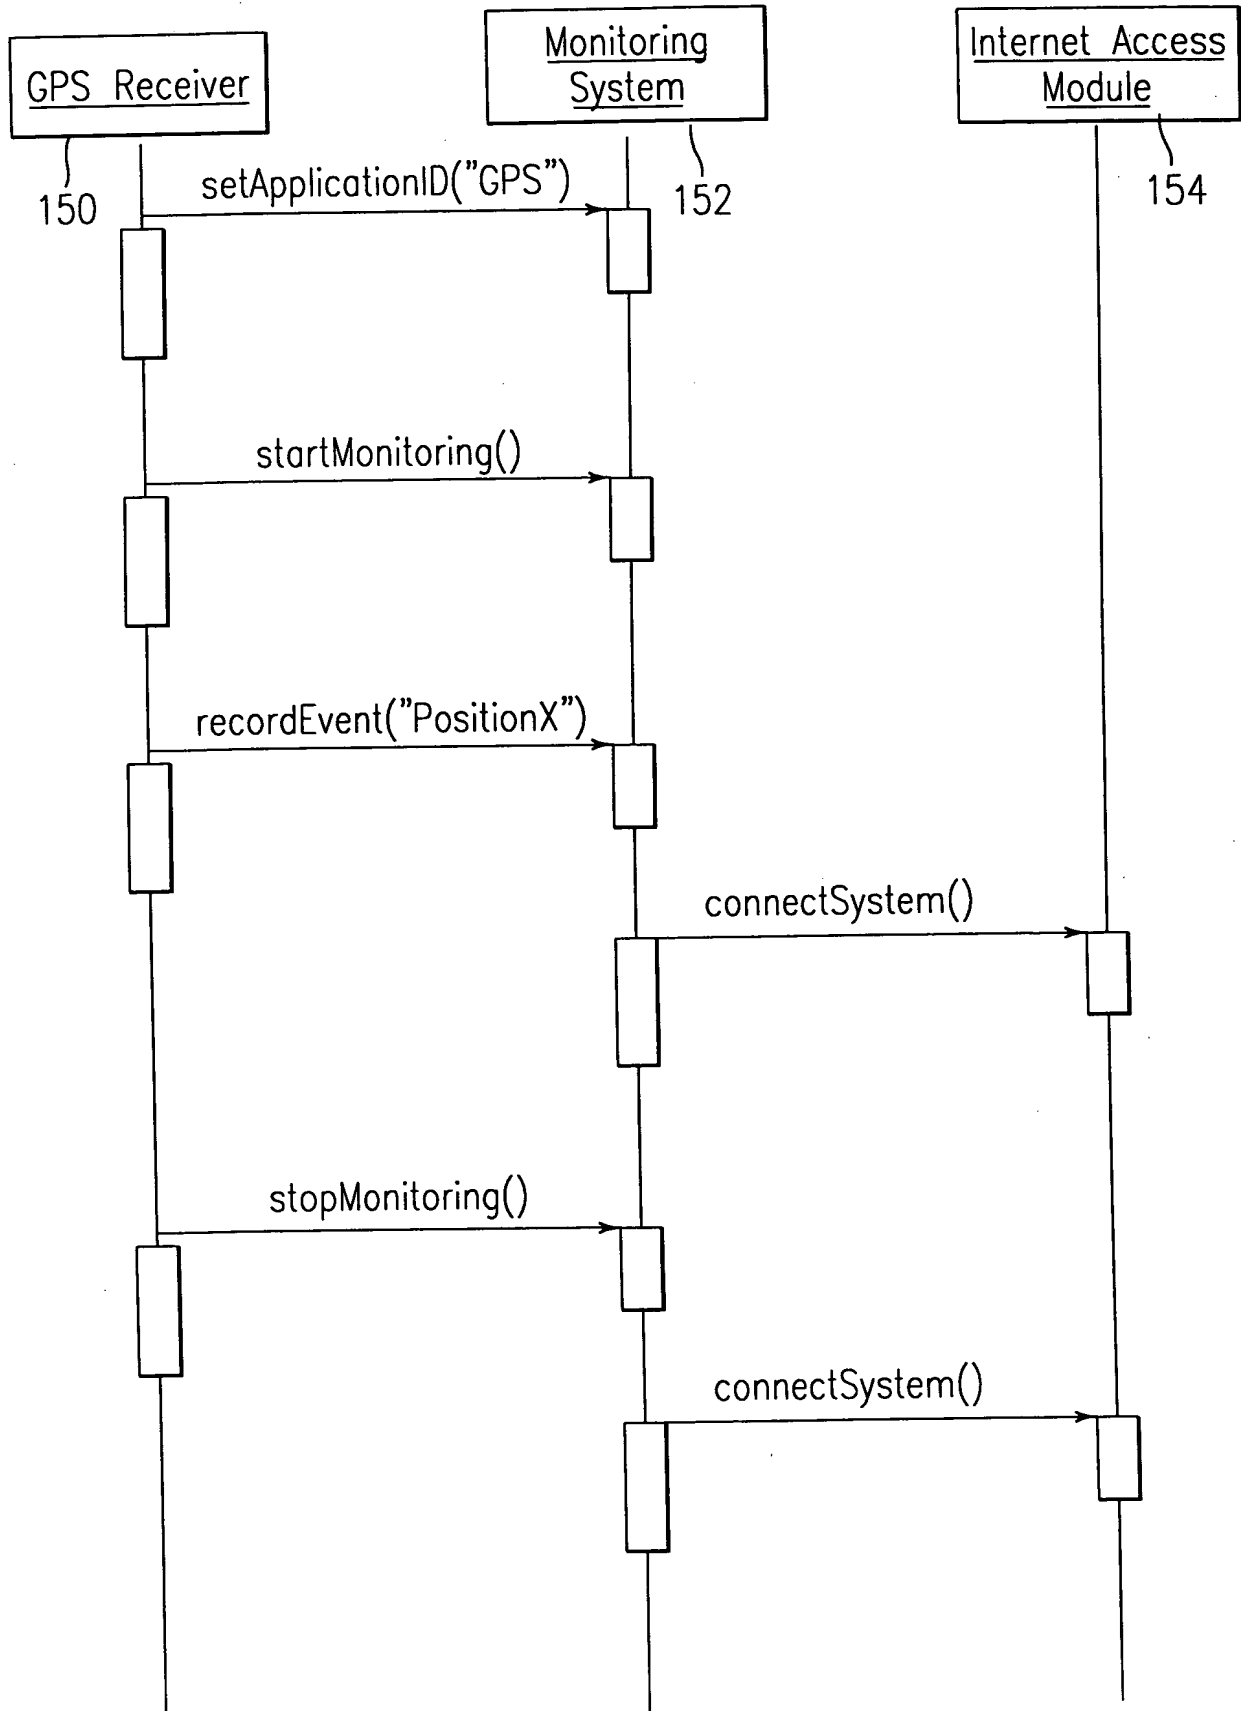 GPS Receiver
Monitoring
System
Internet Access
Module
150
152
154
setApplicationID("GPS")
startMonitoring()
recordEvent("PositionX")
connectSystem()
stopMonitoring()
connectSystem()